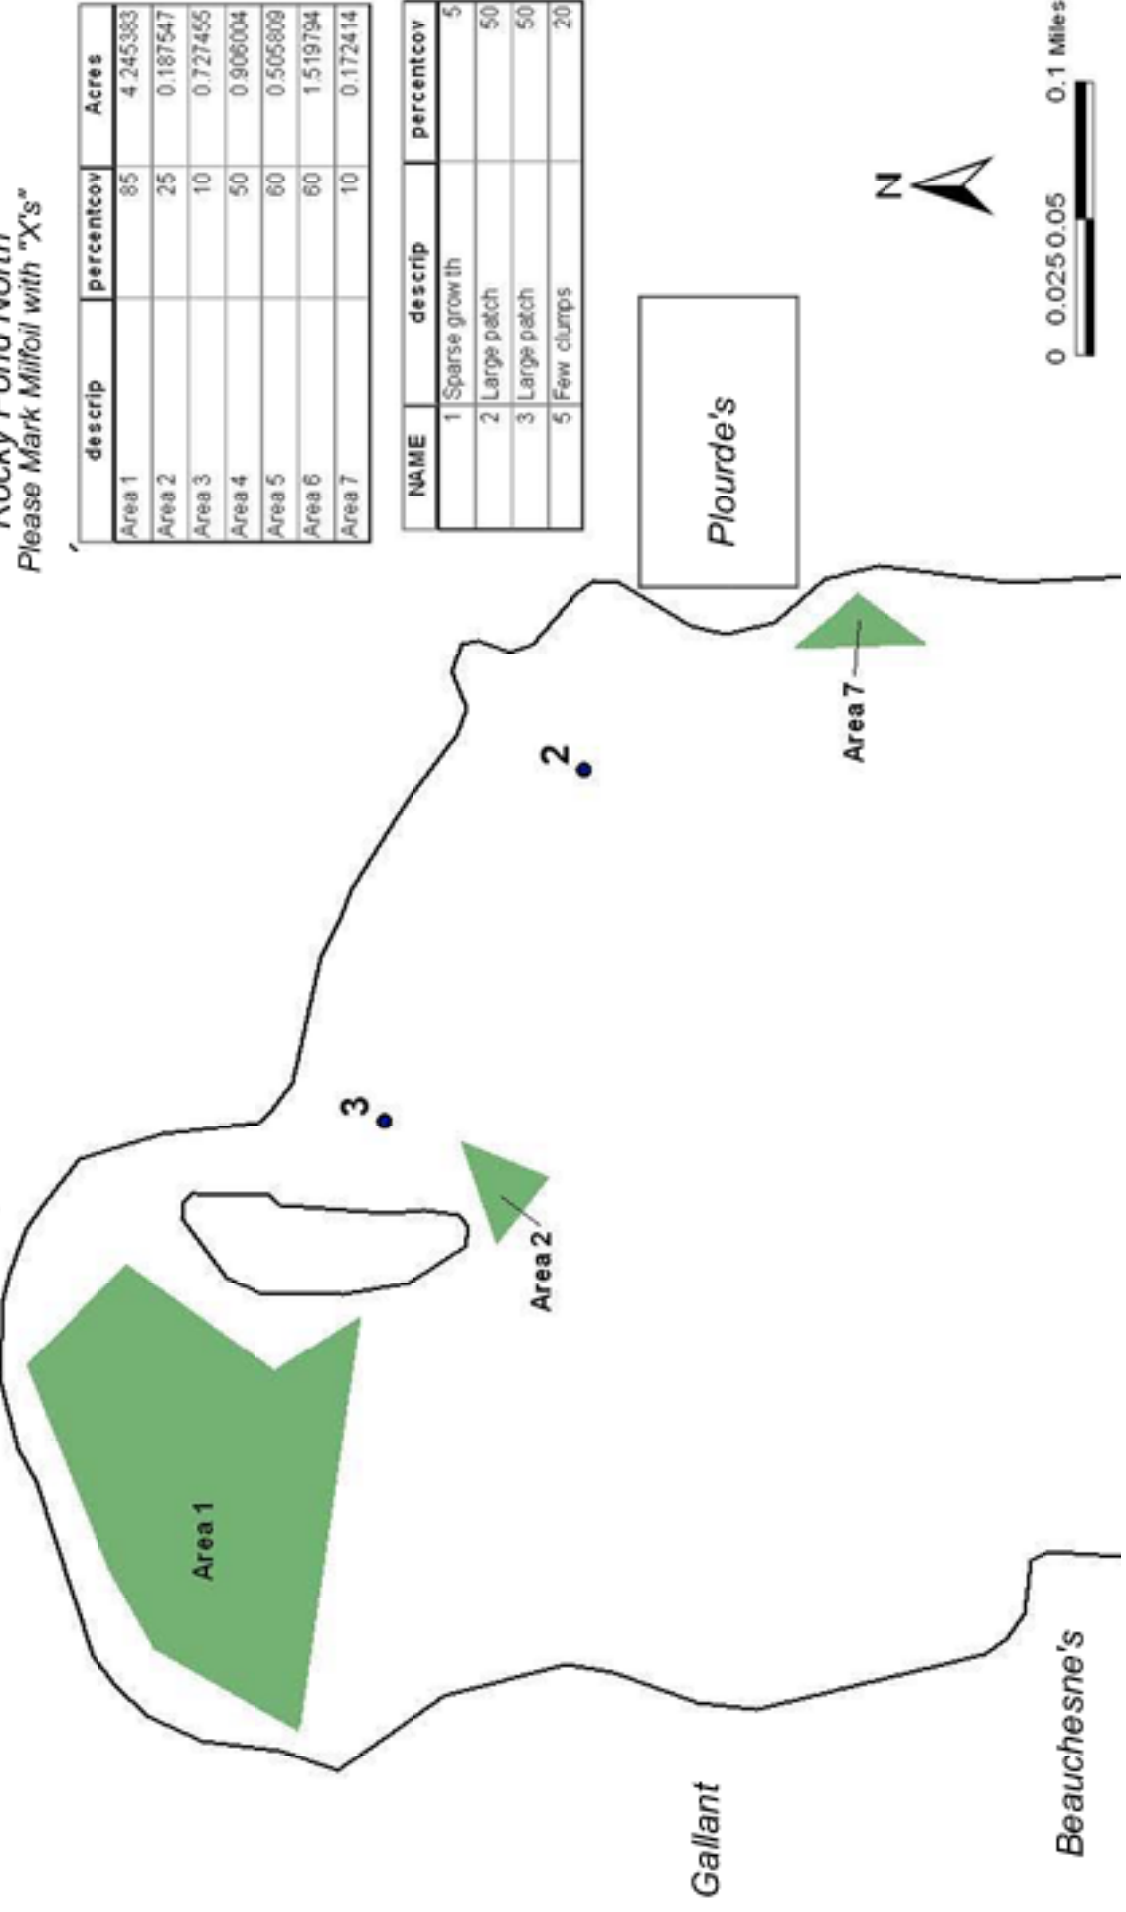 Rocky Pond North
Please Mark Milfoil with "X's"
descrip percentcov Acres
Area 1 85 4.245383
Area 2 25 0.187547
Area 3 10 0.727455
Area 4 50 0.906004
Area 5 60 0.505809
Area 6 60 1.519794
Area 7 10 0.172414
NAME descrip percentcov
1 Sparse growth 5
2 Large patch 50
3 Large patch 50
5 Few clumps 20
3
2
Area 1
Area 2
Area 7
Plourde's
Gallant
Beauchesne's
N
0 0.025 0.05 0.1 Miles